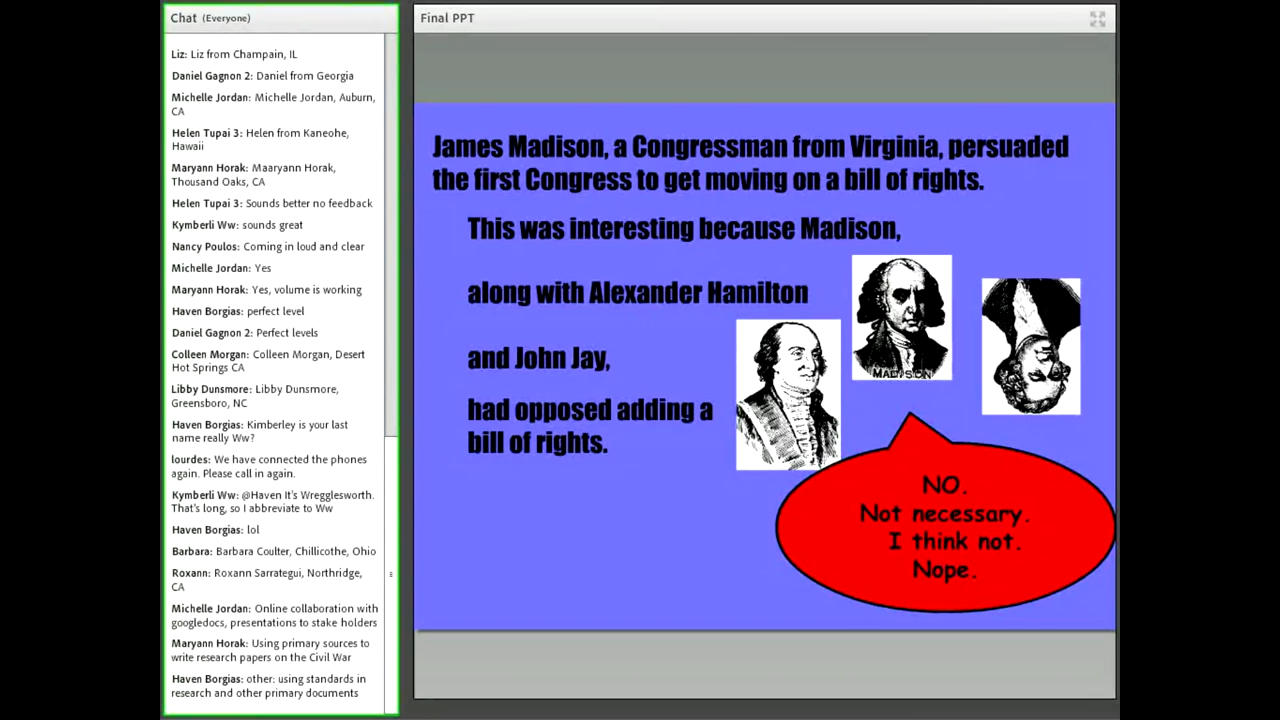 Chat (Everyone)
Liz: Liz from Champain, IL
Daniel Gagnon 2: Daniel from Georgia
Michelle Jordan: Michelle Jordan, Auburn,
CA
Helen Tupai 3: Helen from Kaneohe,
Hawaii
Maryann Horak: Maaryann Horak,
Thousand Oaks, CA
Helen Tupai 3: Sounds better no feedback
Kymberli Ww: sounds great
Nancy Poulos: Coming in loud and clear
Michelle Jordan: Yes
Maryann Horak: Yes, volume is working
Haven Borgias: perfect level
Daniel Gagnon 2: Perfect levels
Colleen Morgan: Colleen Morgan, Desert
Hot Springs CA
Libby Dunsmore: Libby Dunsmore,
Greensboro, NC
Haven Borgias: Kimberley is your last
name really Ww?
lourdes: We have connected the phones
again. Please call in again.
Kymberli Ww: @Haven It's Wregglesworth.
That's long, so I abbreviate to Ww
Haven Borgias: lol
Barbara: Barbara Coulter, Chillicothe, Ohio
Roxann: Roxann Sarrategui, Northridge,
CA
Michelle Jordan: Online collaboration with
googledocs, presentations to stake holders
Maryann Horak: Using primary sources to
write research papers on the Civil War
Haven Borgias: other: using standards in
research and other primary documents
Final PPT
James Madison, a Congressman from Virginia, persuaded
the first Congress to get moving on a bill of rights.
This was interesting because Madison,
along with Alexander Hamilton
and John Jay,
had opposed adding a
bill of rights.
MADISON
NO.
Not necessary.
I think not.
Nope.